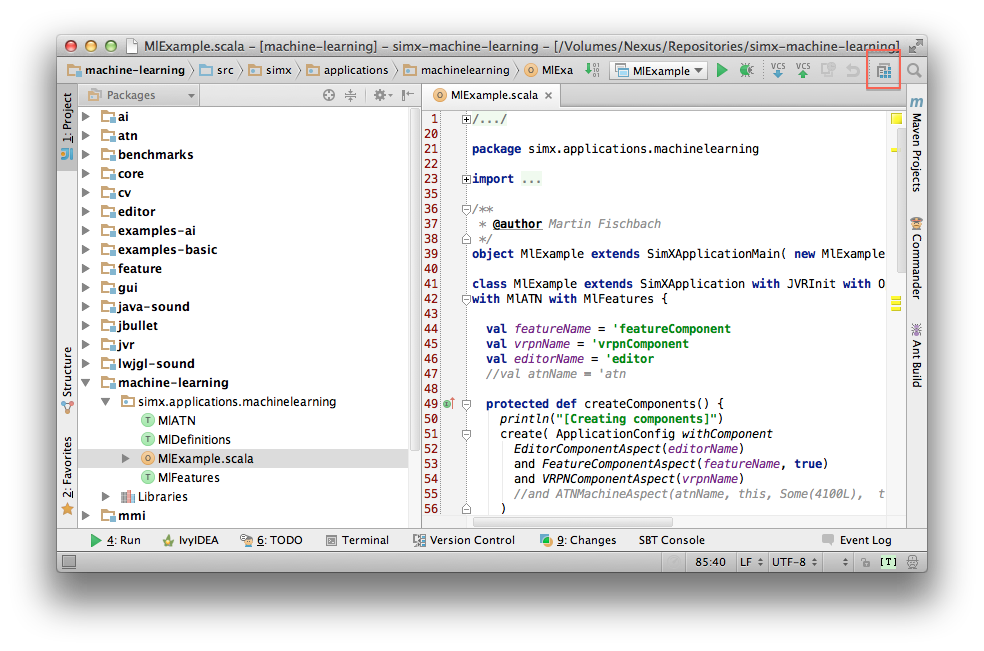 MlExample.scala – [machine-learning] – simx-machine-learning – [/Volumes/Nexus/Repositories/simx-machine-learning]
machine-learning src simx applications machinelearning MlExa MlExample VCS VCS
1: Project
Structure
2: Favorites
Packages
ai
atn
benchmarks
core
cv
editor
examples-ai
examples-basic
feature
gui
java-sound
jbullet
jvr
lwjgl-sound
machine-learning
simx.applications.machinelearning
MlATN
MlDefinitions
MlExample.scala
MlFeatures
Libraries
mmi
MlExample.scala
1 /.../
20
21 package simx.applications.machinelearning
22
23 import ...
35
36 /**
37 * @author Martin Fischbach
38 */
39 object MlExample extends SimXApplicationMain( new MlExample
40
41 class MlExample extends SimXApplication with JVRInit with O
42 with MlATN with MlFeatures {
43
44 val featureName = 'featureComponent
45 val vrpnName = 'vrpnComponent
46 val editorName = 'editor
47 //val atnName = 'atn
48
49 protected def createComponents() {
50 println("[Creating components]")
51 create( ApplicationConfig withComponent
52 EditorComponentAspect(editorName)
53 and FeatureComponentAspect(featureName, true)
54 and VRPNComponentAspect(vrpnName)
55 //and ATNMachineAspect(atnName, this, Some(4100L), t
56 )
m Maven Projects
Commander
Ant Build
4: Run IvyIDEA 6: TODO Terminal Version Control 9: Changes SBT Console Event Log
85:40 LF UTF-8 [T]